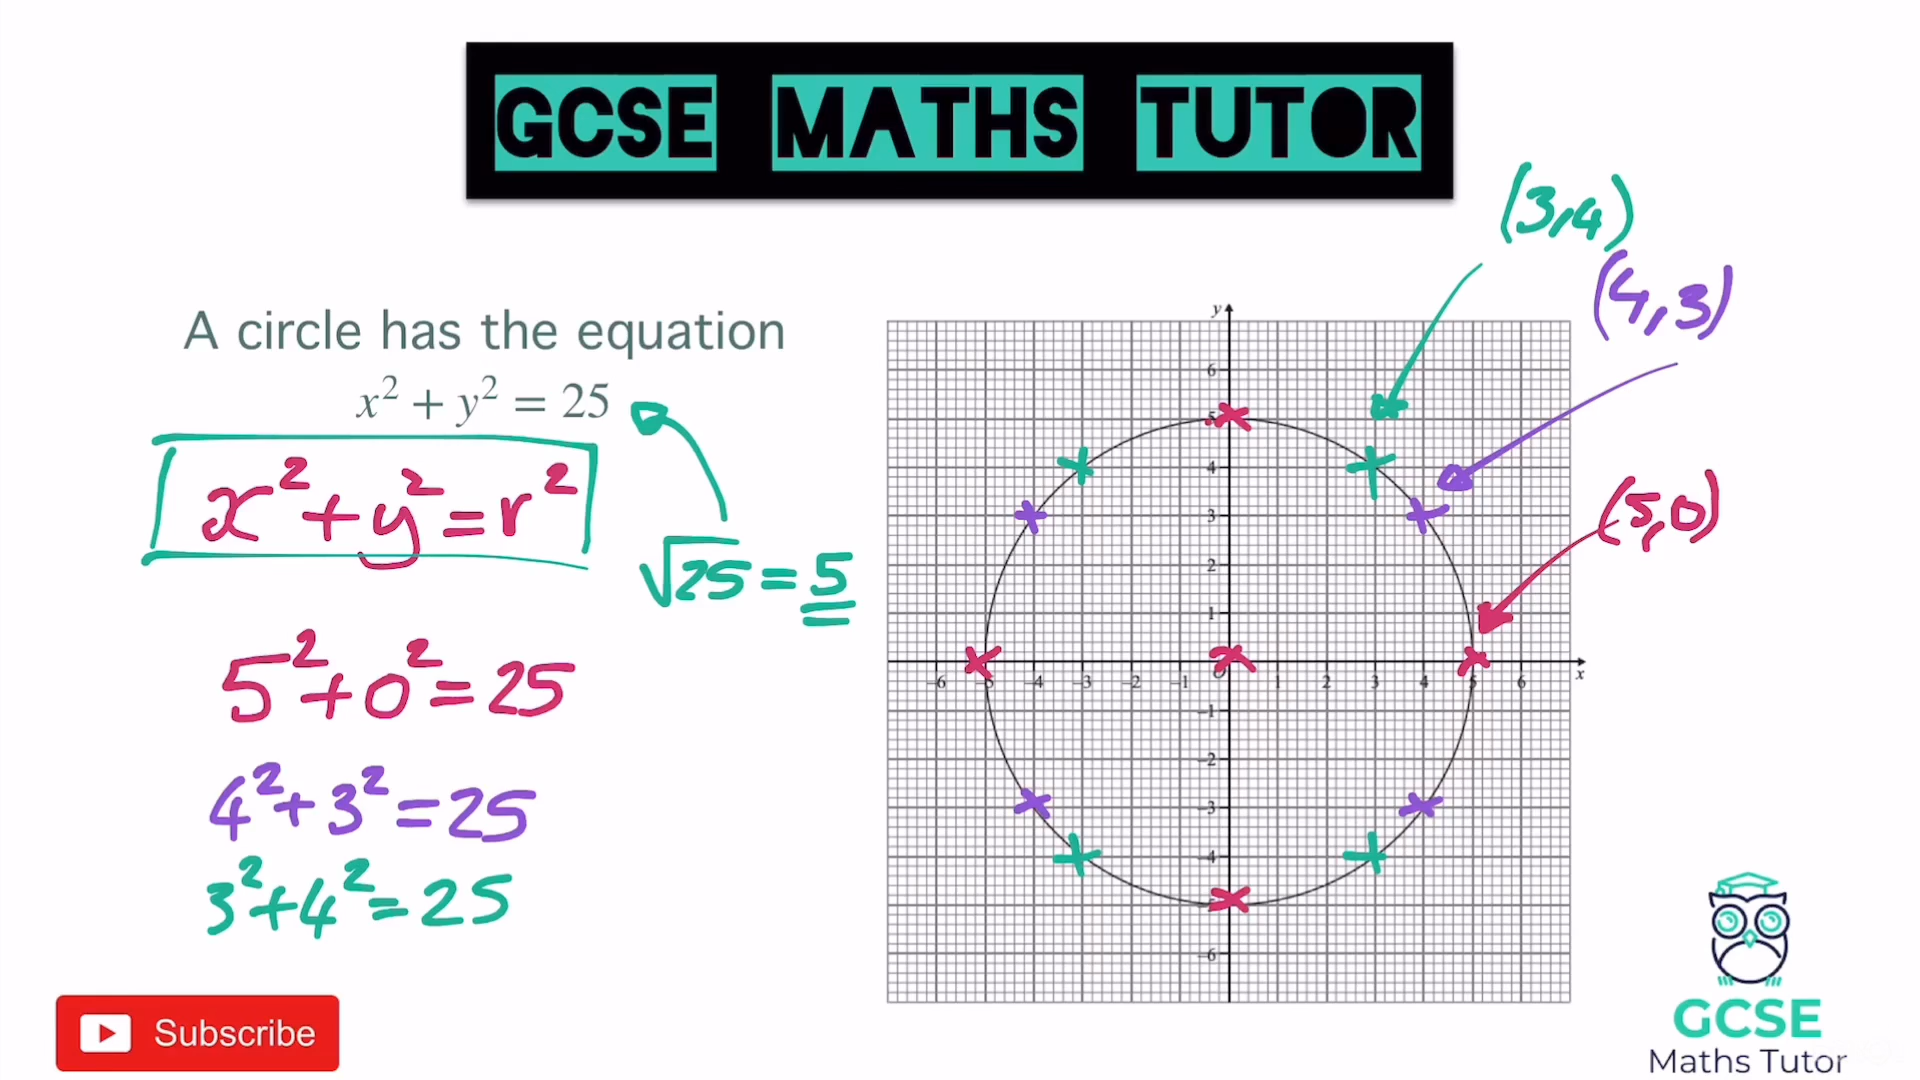 GCSE MATHS TUTOR
(3,4)
(4,3)
A circle has the equation
x² + y² = 25
x²+y²=r²
√25=5
(5,0)
5²+0²=25
4²+3²=25
3²+4²=25
y
6
5
4
3
2
1
−6 −5 −4 −3 −2 −1 O 1 2 3 4 5 6 x
−1
−2
−3
−4
−6
Subscribe
GCSE
Maths Tutor